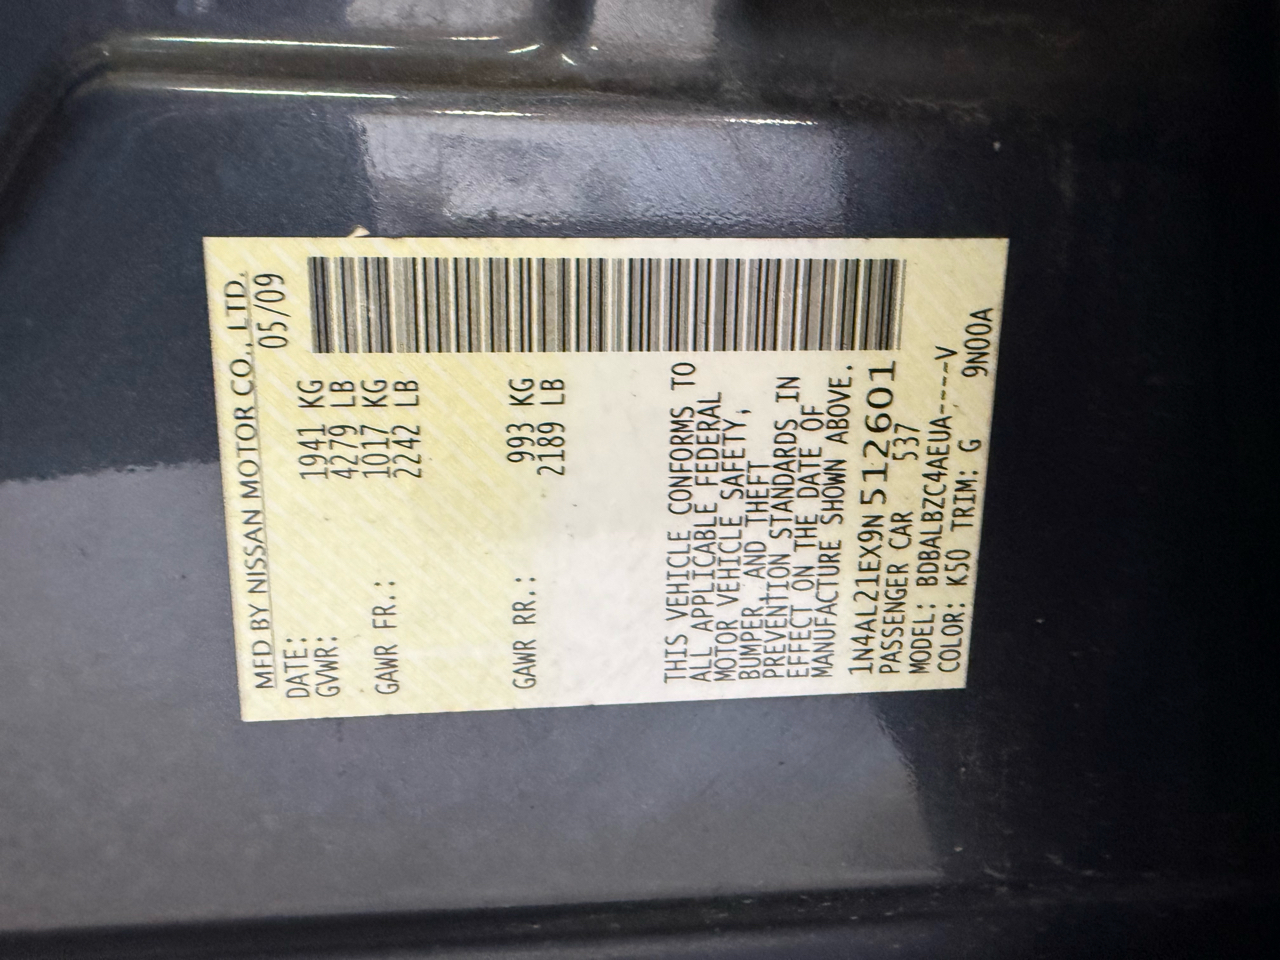 MFD BY NISSAN MOTOR CO., LTD.
DATE: 05/09
GVWR: 1941 KG
4279 LB
GAWR FR.: 1017 KG
2242 LB
GAWR RR.: 993 KG
2189 LB
THIS VEHICLE CONFORMS TO
ALL APPLICABLE FEDERAL
MOTOR VEHICLE SAFETY,
BUMPER, AND THEFT
PREVENTION STANDARDS IN
EFFECT ON THE DATE OF
MANUFACTURE SHOWN ABOVE.
1N4AL21EX9N512601
PASSENGER CAR 537
MODEL: BDBALBZC4AEUA----V
COLOR: K50 TRIM: G 9N00A